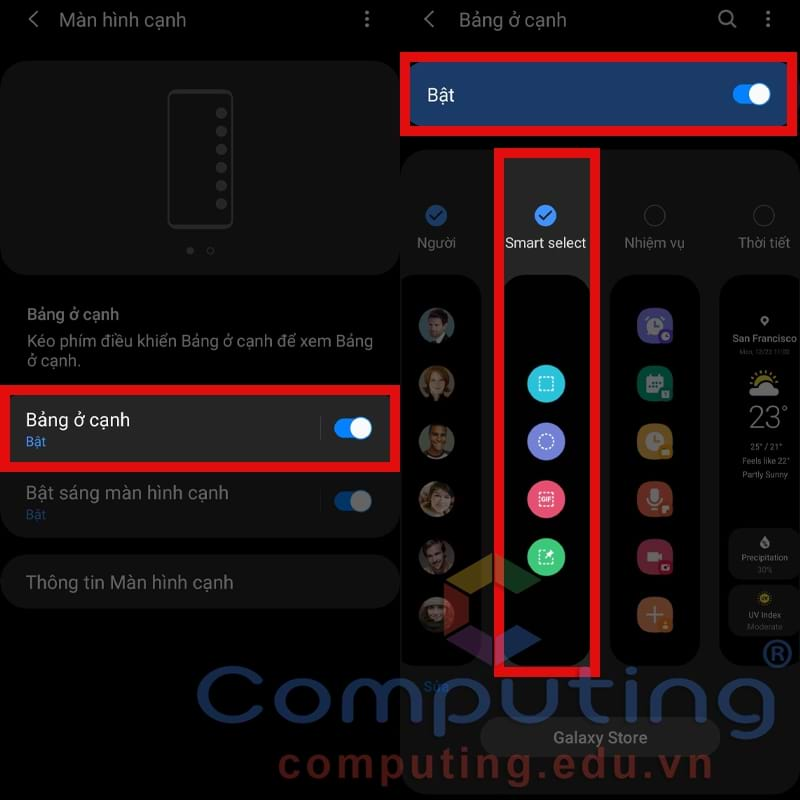 Màn hình cạnh
Bảng ở cạnh
Kéo phím điều khiển Bảng ở cạnh để xem Bảng
ở cạnh.
Bảng ở cạnh
Bật
Bật sáng màn hình cạnh
Bật
Thông tin Màn hình cạnh
Bảng ở cạnh
Bật
Người
Smart select
Nhiệm vụ
Thời tiết
GIF
San Francisco
Mon, 12/23 11:00
23°
25° / 21°
Feels like 22°
Partly Sunny
Precipitation
30%
UV Index
Moderate
Sửa
Galaxy Store
Computing®
computing.edu.vn